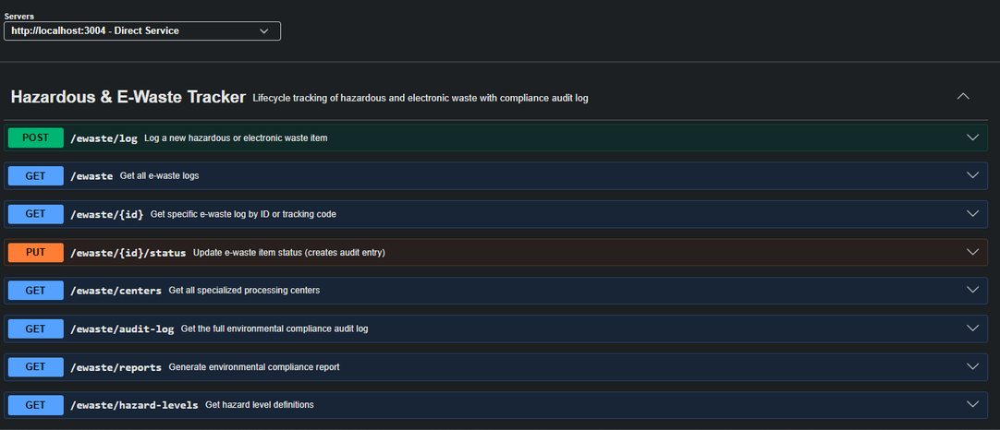 Servers
http://localhost:3004 - Direct Service
Hazardous & E-Waste Tracker Lifecycle tracking of hazardous and electronic waste with compliance audit log
POST /ewaste/log Log a new hazardous or electronic waste item
GET /ewaste Get all e-waste logs
GET /ewaste/{id} Get specific e-waste log by ID or tracking code
PUT /ewaste/{id}/status Update e-waste item status (creates audit entry)
GET /ewaste/centers Get all specialized processing centers
GET /ewaste/audit-log Get the full environmental compliance audit log
GET /ewaste/reports Generate environmental compliance report
GET /ewaste/hazard-levels Get hazard level definitions